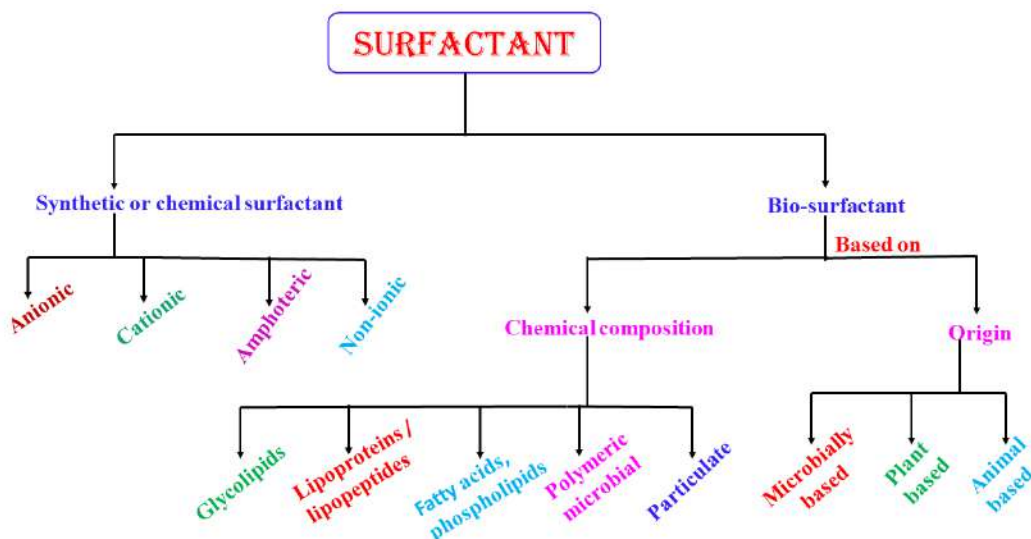 SURFACTANT
Synthetic or chemical surfactant
Bio-surfactant
Based on
Anionic
Cationic
Amphoteric
Non-ionic
Chemical composition
Origin
Glycolipids
Lipoproteins /
lipopeptides
Fatty acids,
phospholipids
Polymeric
microbial
Particulate
Microbially
based
Plant
based
Animal
based